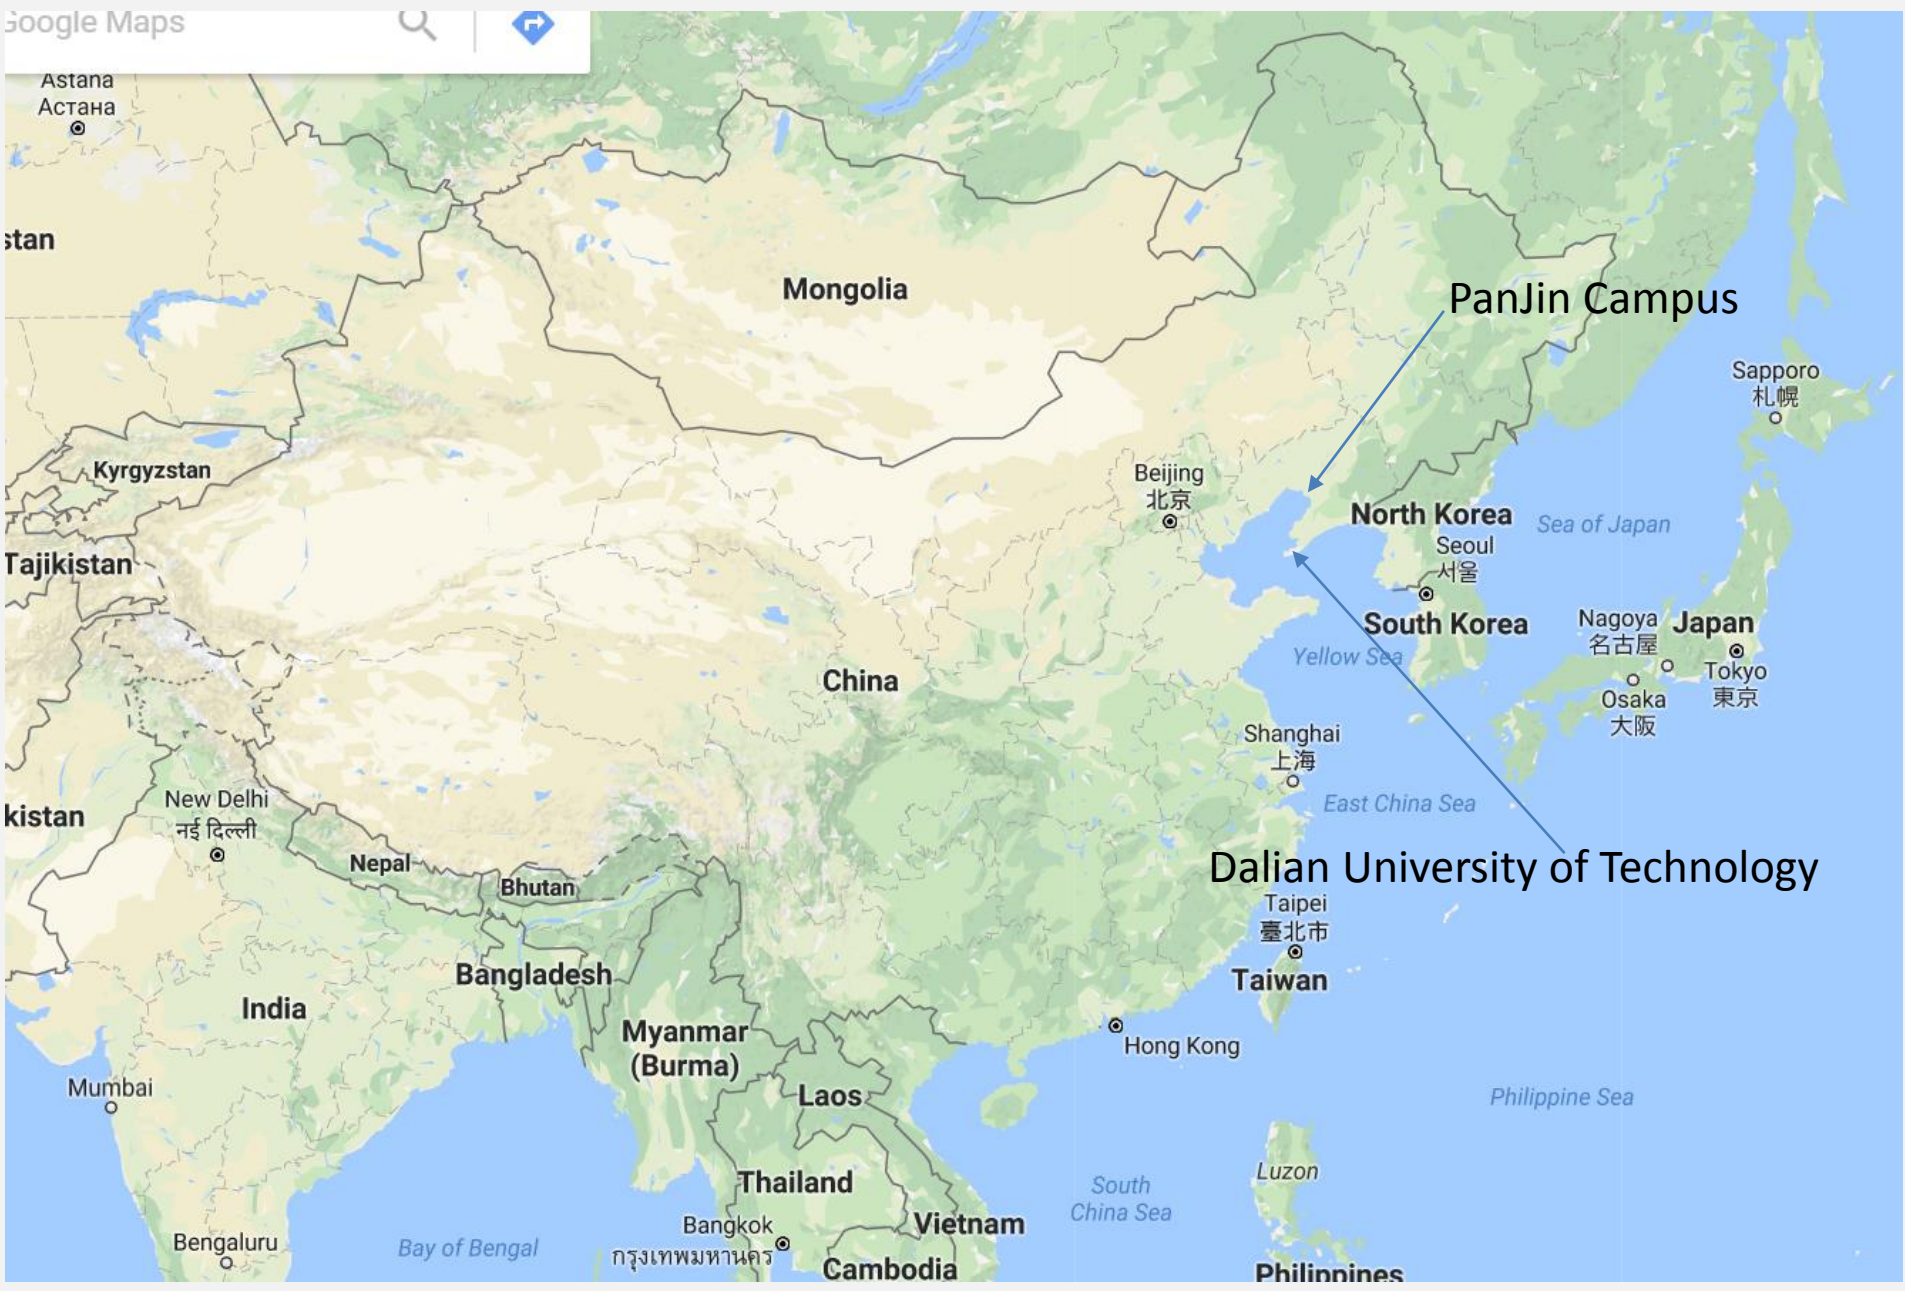 Google Maps
Astana
Астана
stan
Mongolia
PanJin Campus
Sapporo
札幌
Kyrgyzstan
Beijing
北京
North Korea
Sea of Japan
Seoul
서울
Tajikistan
South Korea
Nagoya
名古屋
Japan
Yellow Sea
Tokyo
東京
China
Osaka
大阪
Shanghai
上海
New Delhi
नई दिल्ली
kistan
East China Sea
Nepal
Bhutan
Dalian University of Technology
Taipei
臺北市
Bangladesh
Taiwan
India
Myanmar
(Burma)
Hong Kong
Mumbai
Laos
Philippine Sea
Thailand
Luzon
South
China Sea
Bangkok
กรุงเทพมหานคร
Vietnam
Bengaluru
Bay of Bengal
Cambodia
Philippines